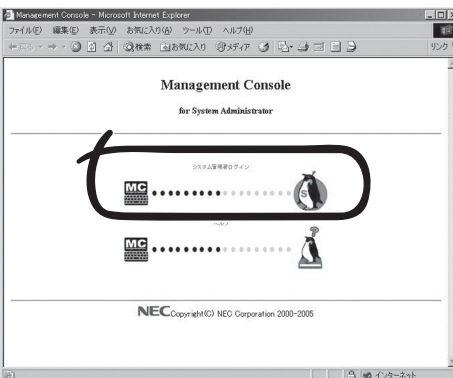 Management Console - Microsoft Internet Explorer
ファイル(F) 編集(E) 表示(V) お気に入り(A) ツール(T) ヘルプ(H)
戻る 検索 お気に入り メディア リンク
Management Console
for System Administrator
システム管理者ログイン
MC S
ヘルプ
MC ?
NEC Copyright(C) NEC Corporation 2000-2005
インターネット